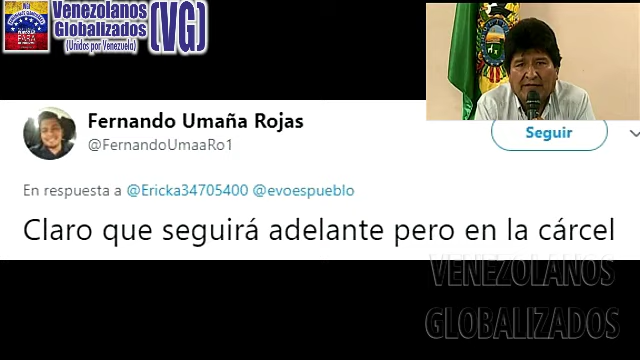 Venezolanos
Globalizados
(Unidos por Venezuela)
(VG)
Fernando Umaña Rojas
@FernandoUmaaRo1
Seguir
En respuesta a @Ericka34705400 @evoespueblo
Claro que seguirá adelante pero en la cárcel
VENEZOLANOS
GLOBALIZADOS